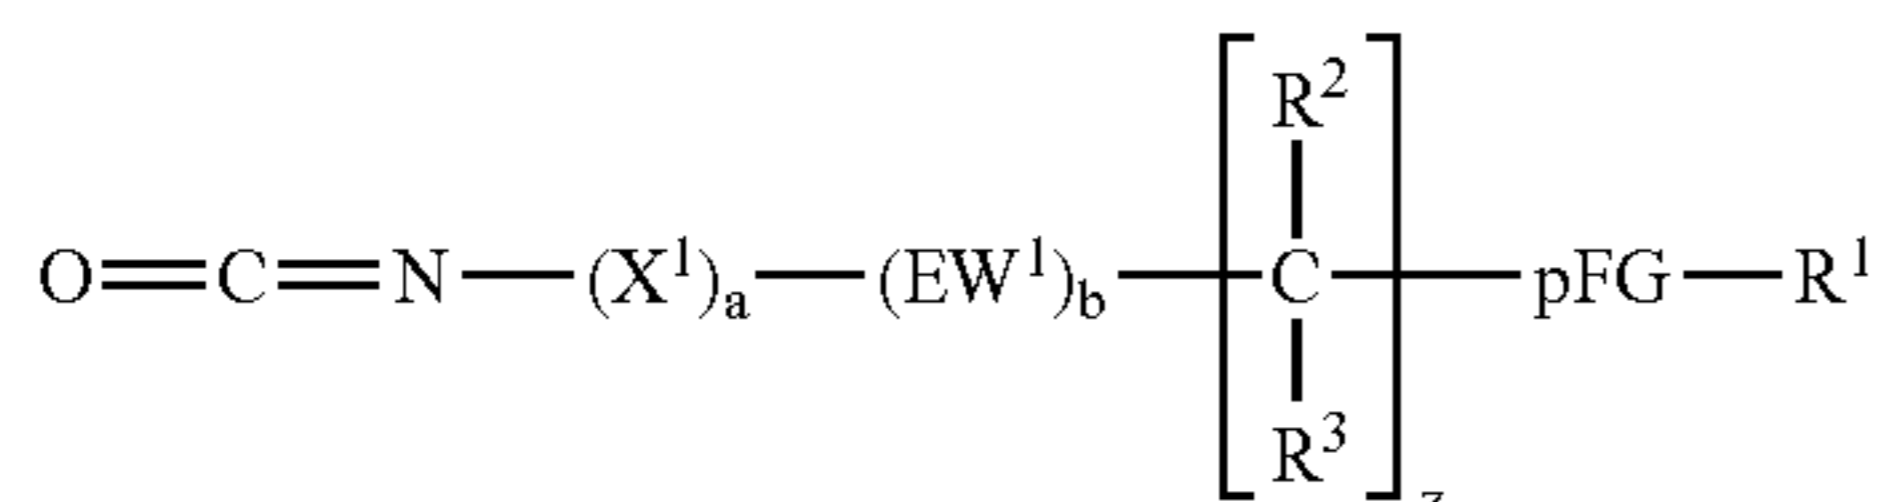 R²
O=C=N—(X¹)ₐ—(EW¹)b—[C]z—pFG—R¹
R³